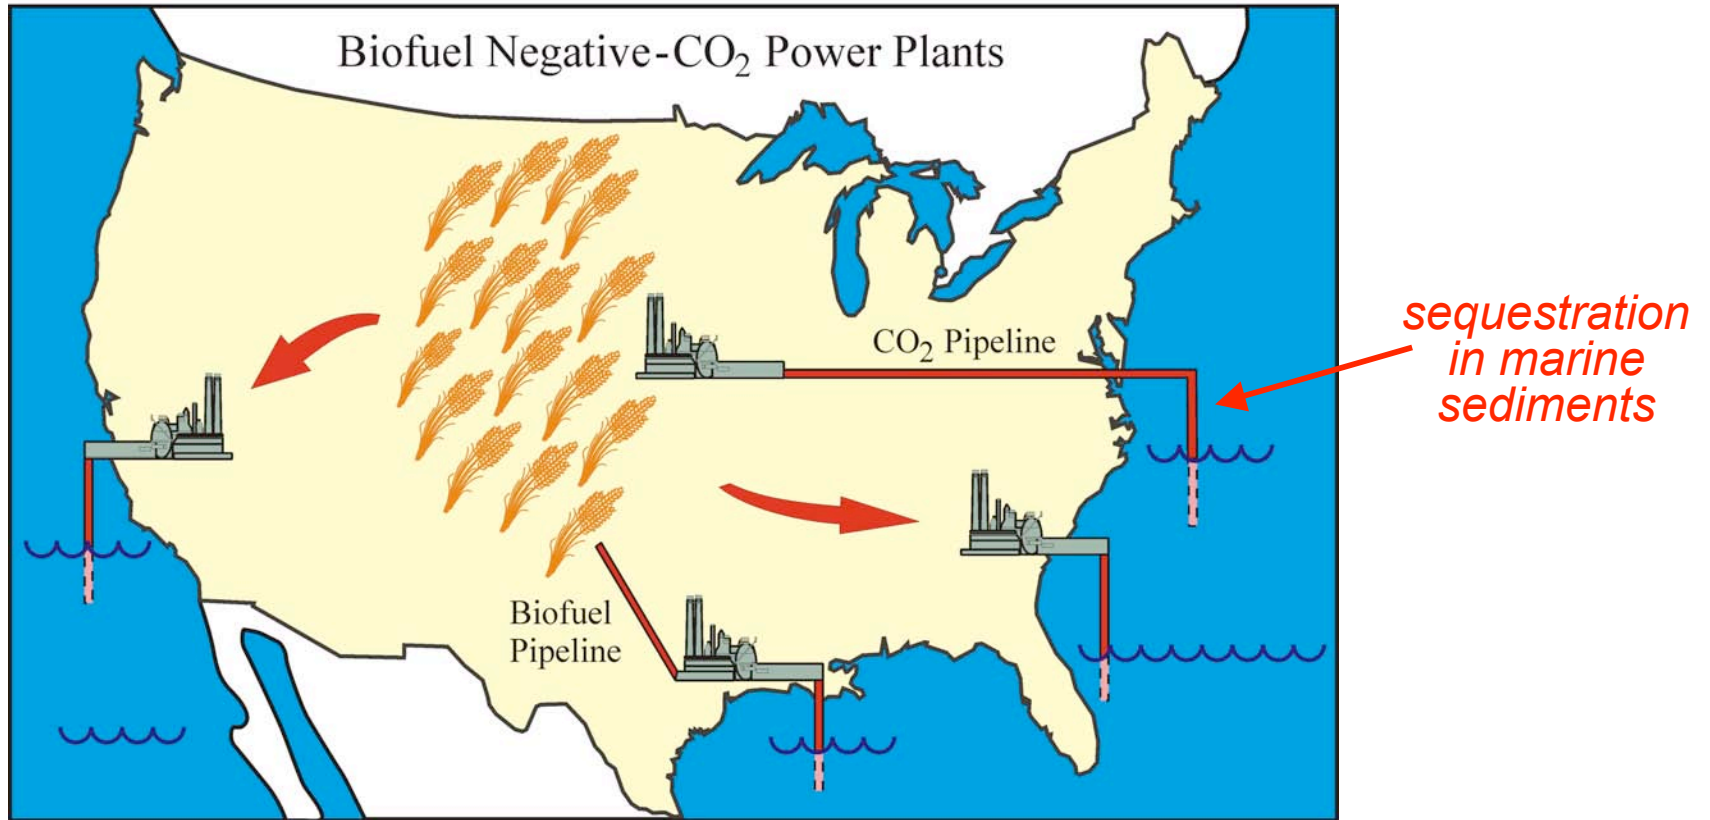 Biofuel Negative-CO₂ Power Plants
CO₂ Pipeline
sequestration
in marine
sediments
Biofuel
Pipeline